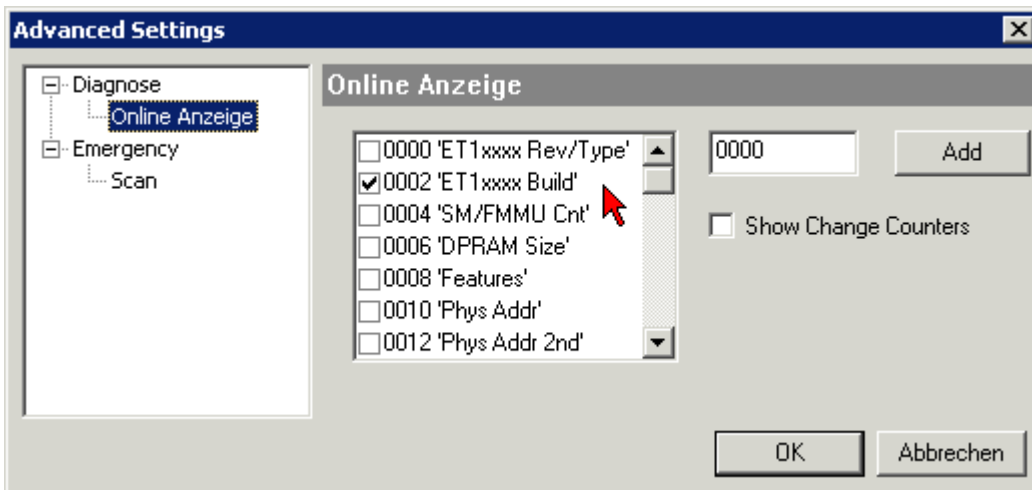 Advanced Settings
Diagnose
Online Anzeige
Emergency
Scan
Online Anzeige
0000 'ET1xxxx Rev/Type'
0002 'ET1xxxx Build'
0004 'SM/FMMU Cnt'
0006 'DPRAM Size'
0008 'Features'
0010 'Phys Addr'
0012 'Phys Addr 2nd'
0000
Add
Show Change Counters
OK
Abbrechen